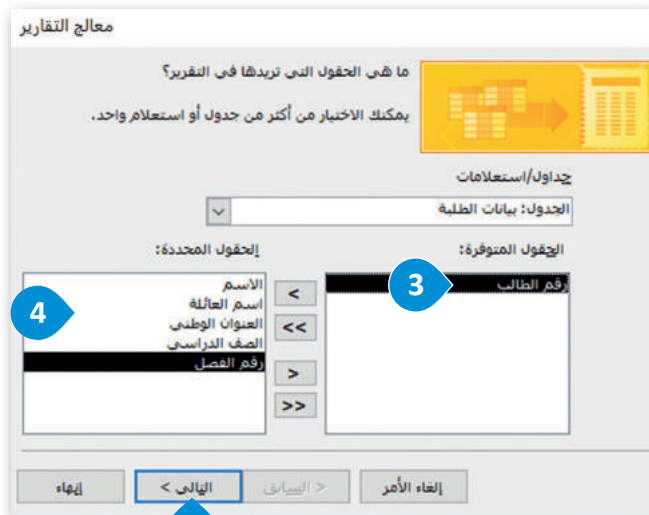 معالج التقارير
ما هي الحقول التي تريدها في التقرير؟
يمكنك الاختيار من أكثر من جدول أو استعلام واحد.
جداول/استعلامات
الجدول: بيانات الطلبة
الحقول المتوفرة:
الحقول المحددة:
رقم الطالب
3
الاسم
اسم العائلة
العنوان الوطني
الصف الدراسي
رقم الفصل
4
<
<<
>
>>
إلغاء الأمر
< السابق
التالي >
إنهاء